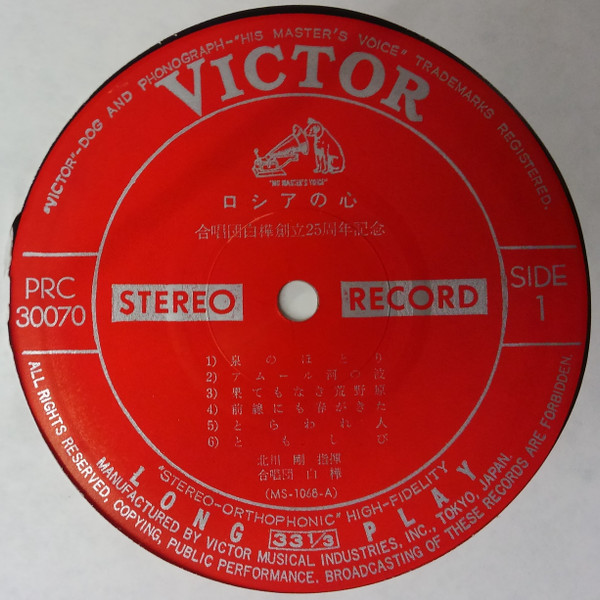 "VICTOR"-DOG AND PHONOGRAPH-"HIS MASTER'S VOICE" TRADEMARKS REGISTERED.
VICTOR
"HIS MASTER'S VOICE"
ロシアの心
合唱団白樺創立25周年記念
PRC
30070
STEREO
RECORD
SIDE
1
1) 泉のほとり
2) アムール河の波
3) 果てもなき荒野原
4) 前線にも春がきた
5) とらわれ人
6) ともしび
北川 剛 指揮
合唱団 白樺
(MS-1068-A)
"STEREO-ORTHOPHONIC" HIGH-FIDELITY
LONG 33 1/3 PLAY
MANUFACTURED BY VICTOR MUSICAL INDUSTRIES, INC., TOKYO, JAPAN.
ALL RIGHTS RESERVED, COPYING, PUBLIC PERFORMANCE, BROADCASTING OF THESE RECORDS ARE FORBIDDEN.